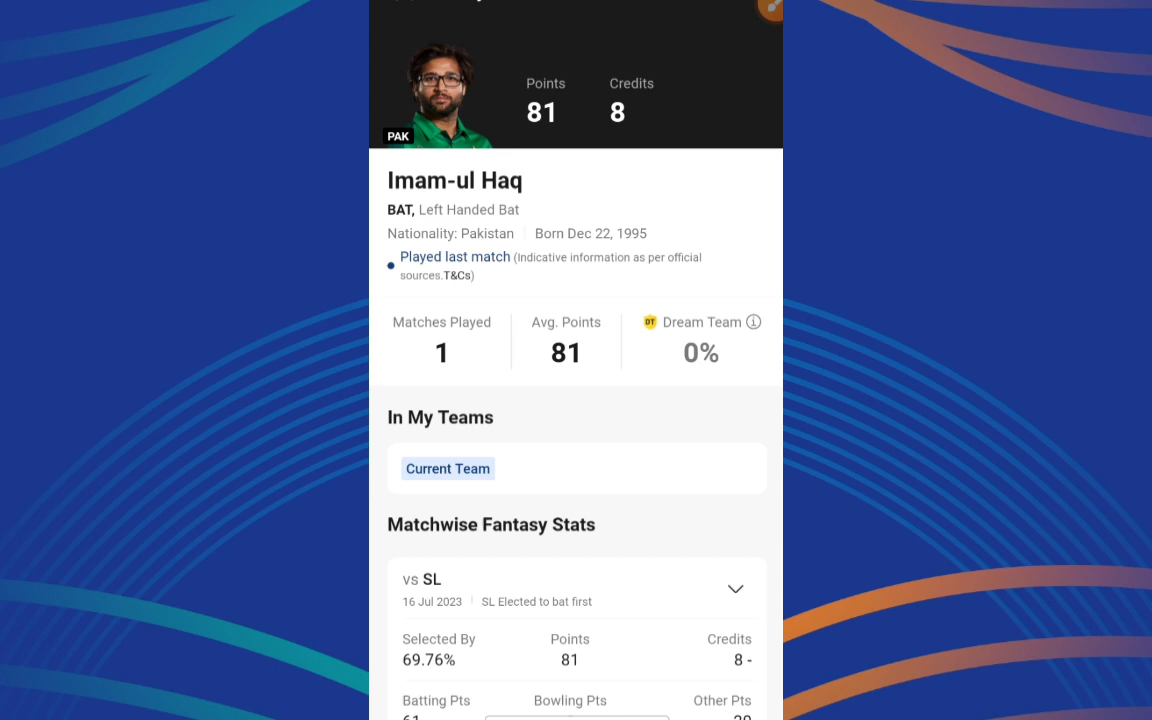 Points
Credits
81
8
PAK
Imam-ul Haq
BAT, Left Handed Bat
Nationality: Pakistan
Born Dec 22, 1995
Played last match (Indicative information as per official
sources.T&Cs)
Matches Played
Avg. Points
DT Dream Team
1
81
0%
In My Teams
Current Team
Matchwise Fantasy Stats
vs SL
16 Jul 2023
SL Elected to bat first
Selected By
Points
Credits
69.76%
81
8 -
Batting Pts
Bowling Pts
Other Pts